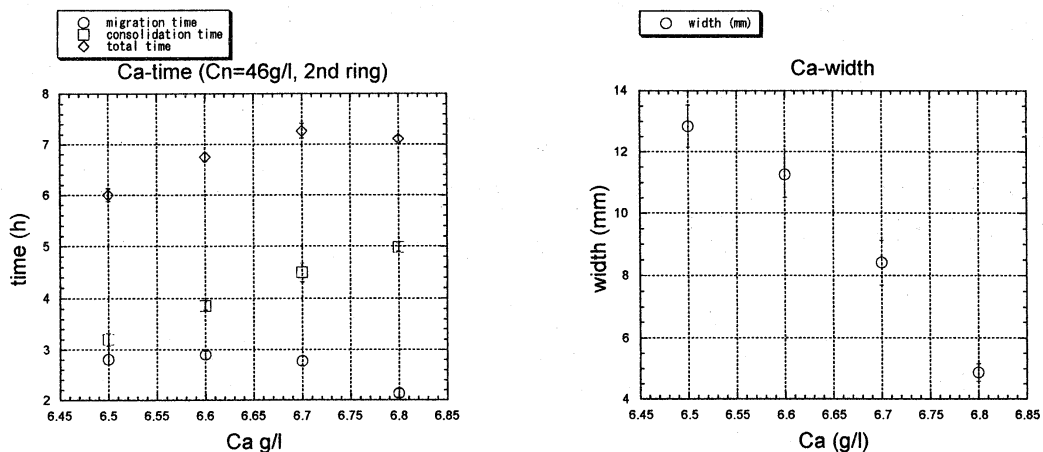 migration time
consolidation time
total time
Ca-time (Cn=46g/l, 2nd ring)
time (h)
8
7
6
5
4
3
2
6.45 6.5 6.55 6.6 6.65 6.7 6.75 6.8 6.85
Ca g/l
width (mm)
Ca-width
width (mm)
14
12
10
8
6
4
6.45 6.5 6.55 6.6 6.65 6.7 6.75 6.8 6.85
Ca (g/l)